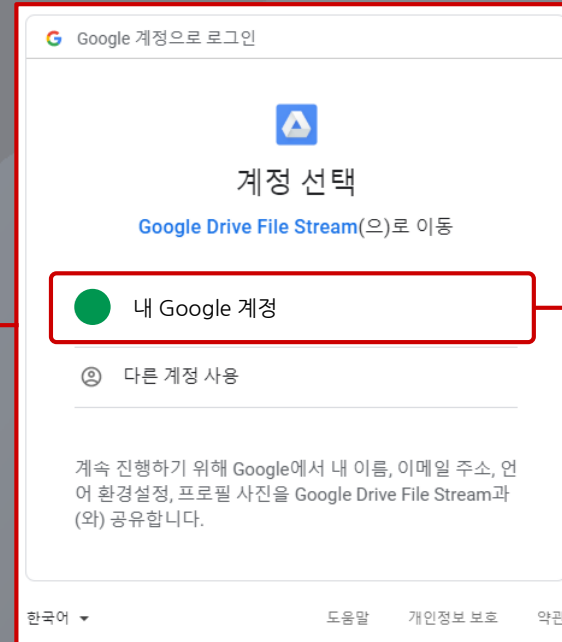 Google 계정으로 로그인
계정 선택
Google Drive File Stream(으)로 이동
내 Google 계정
다른 계정 사용
계속 진행하기 위해 Google에서 내 이름, 이메일 주소, 언
어 환경설정, 프로필 사진을 Google Drive File Stream과
(와) 공유합니다.
한국어 도움말 개인정보 보호 약관